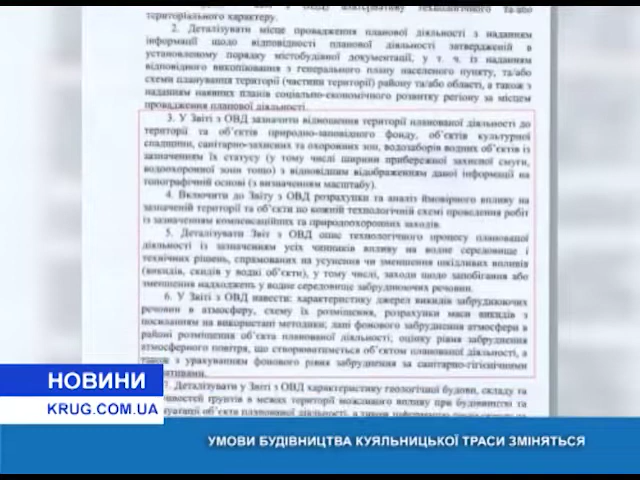 територіального характеру.
2. Деталізувати місце провадження планової діяльності з наданням
інформації щодо відповідності планової діяльності затвердженій в
установленому порядку містобудівної документації, у т. ч. із наданням
відповідного викопіювання з генерального плану населеного пункту, та/або
схеми планування території (частини території) району та/або області, а також з
наданням наявних планів соціально-економічного розвитку регіону за місцем
провадження планової діяльності.
3. У Звіті з ОВД зазначити відношення території планованої діяльності до
території та об'єктів природно-заповідного фонду, об'єктів культурної
спадщини, санітарно-захисних та охоронних зон, водозаборів водних об'єктів із
зазначенням їх статусу (у тому числі ширини прибережної захисної смуги,
водоохоронної зони тощо) з відповідним відображенням даної інформації на
топографічній основі (із визначенням масштабу).
4. Включити до Звіту з ОВД розрахунки та аналіз ймовірного впливу на
зазначеній території та об'єкти по кожній технологічній схемі проведення робіт
із зазначенням компенсаційних та природоохоронних заходів.
5. Деталізувати Звіт з ОВД опис технологічного процесу планованої
діяльності із зазначенням усіх чинників впливу на водне середовище і
технічних рішень, спрямованих на усунення чи зменшення шкідливих впливів
(викидів, скидів у водні об'єкти), у тому числі, заходи щодо запобігання або
зменшення надходжень у водне середовище забруднюючих речовин.
6. У Звіті з ОВД навести: характеристику джерел викидів забруднюючих
речовин в атмосферу, схему їх розміщення, розрахунки маси викидів з
посиланням на використані методики; дані фонового забруднення атмосфери в
районі розміщення об'єкта планованої діяльності; оцінку рівня забруднення
атмосферного повітря, що створюватиметься об'єктом планованої діяльності, а
також з урахуванням фонового рівня забруднення за санітарно-гігієнічними
7. Деталізувати у Звіті з ОВД характеристику геологічної будови, складу та
ґрунтів в межах території можливого впливу при будівництві та
об'єкта планованої діяльності, а також
НОВИНИ
KRUG.COM.UA
УМОВИ БУДІВНИЦТВА КУЯЛЬНИЦЬКОЇ ТРАСИ ЗМІНЯТЬСЯ